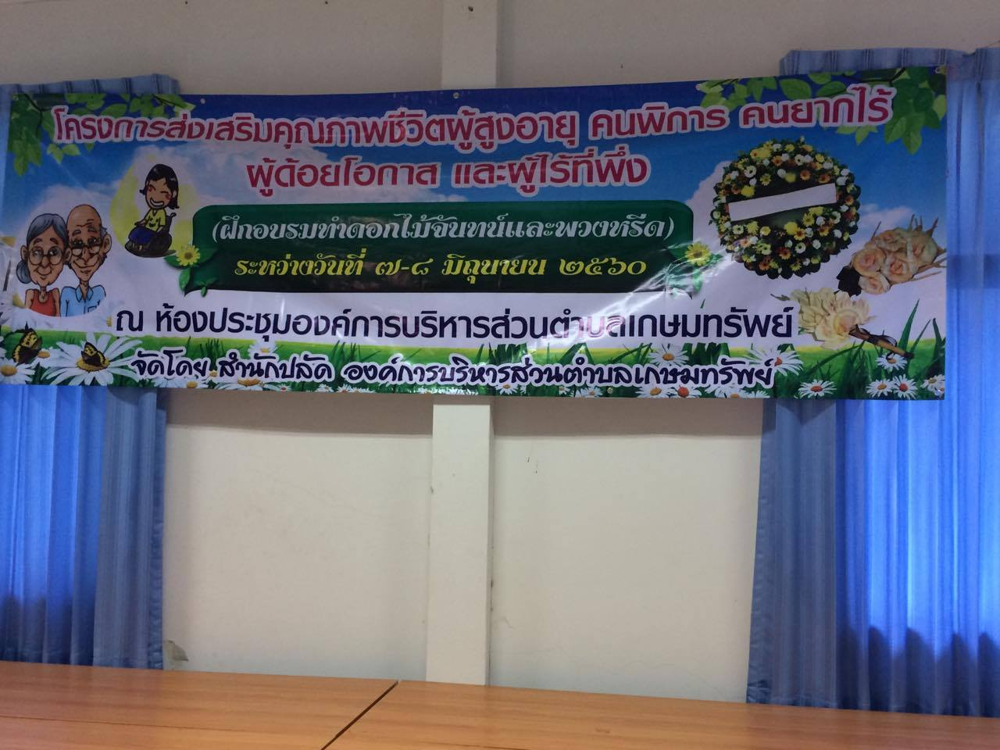 โครงการส่งเสริมคุณภาพชีวิตผู้สูงอายุ คนพิการ คนยากไร้
ผู้ด้อยโอกาส และผู้ไร้ที่พึ่ง
(ฝึกอบรมทำดอกไม้จันทน์และพวงหรีด)
ระหว่างวันที่ ๗-๘ มิถุนายน ๒๕๖๐
ณ ห้องประชุมองค์การบริหารส่วนตำบลเกษมทรัพย์
จัดโดย สำนักปลัด องค์การบริหารส่วนตำบลเกษมทรัพย์